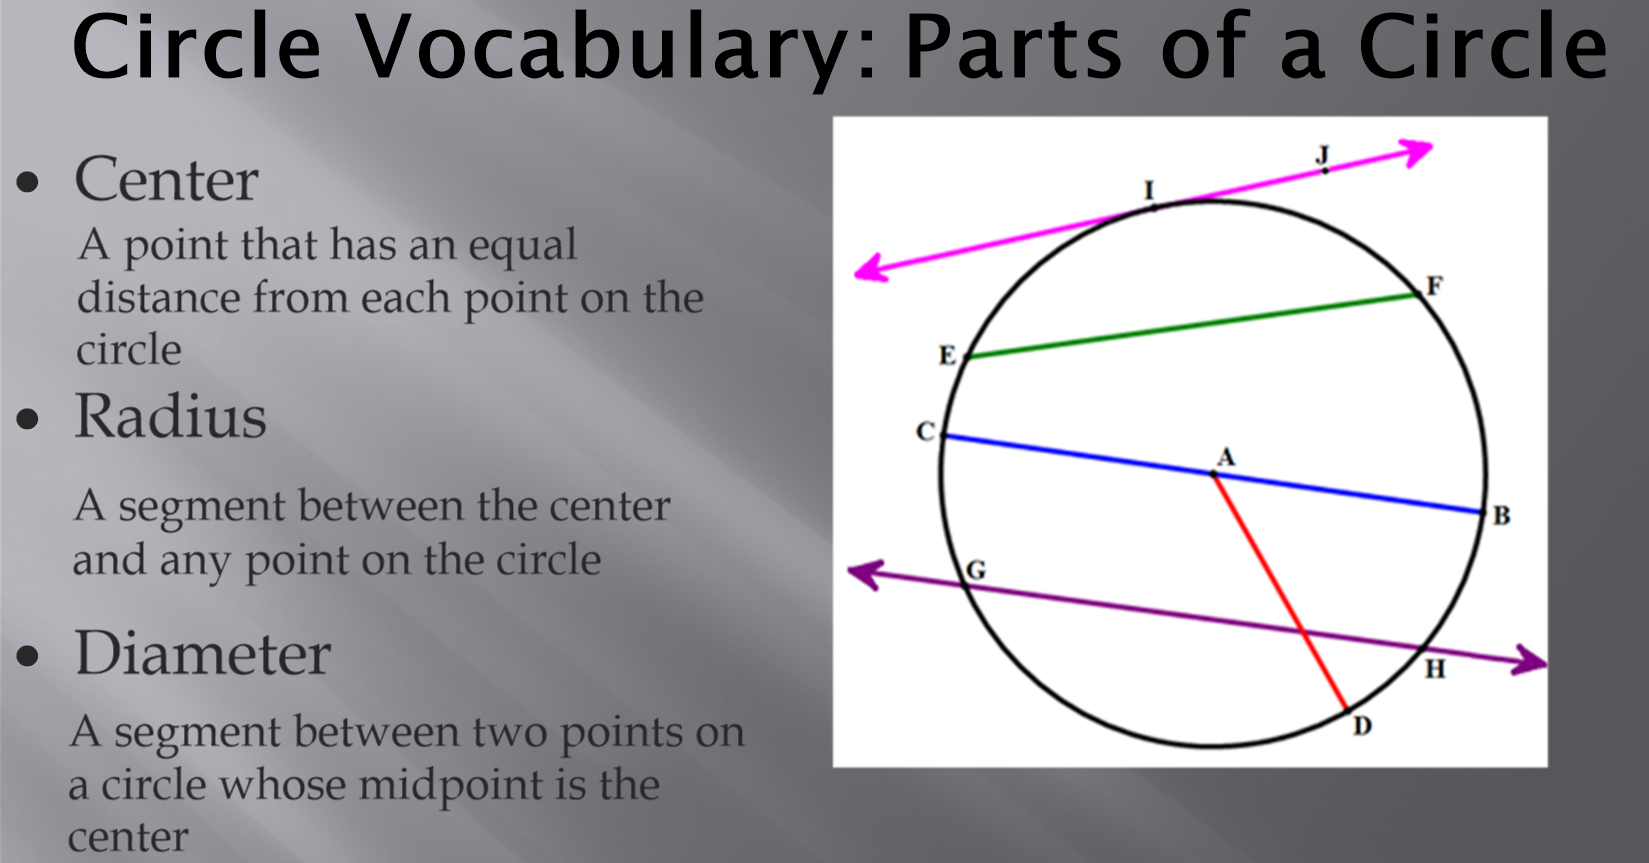 Circle Vocabulary: Parts of a Circle
• Center
A point that has an equal
distance from each point on the
circle
• Radius
A segment between the center
and any point on the circle
• Diameter
A segment between two points on
a circle whose midpoint is the
center
J
I
F
E
C
A
B
G
H
D